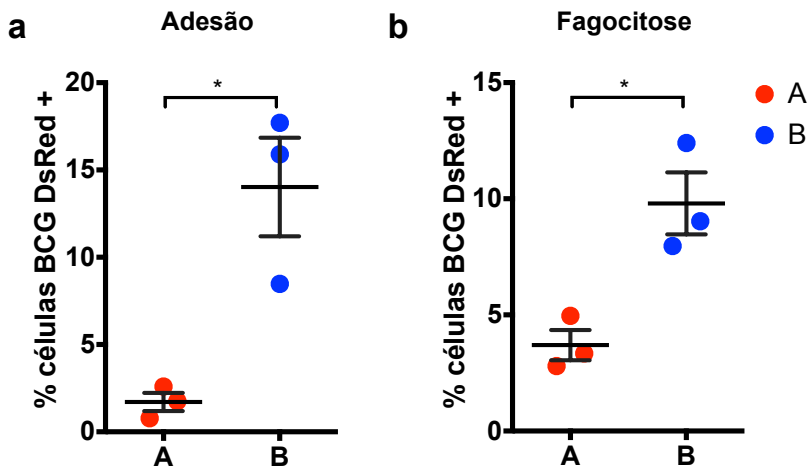 a
Adesão
% células BCG DsRed +
20
15
10
5
0
*
A
B
b
Fagocitose
% células BCG DsRed +
15
10
5
0
*
A
B
A
B